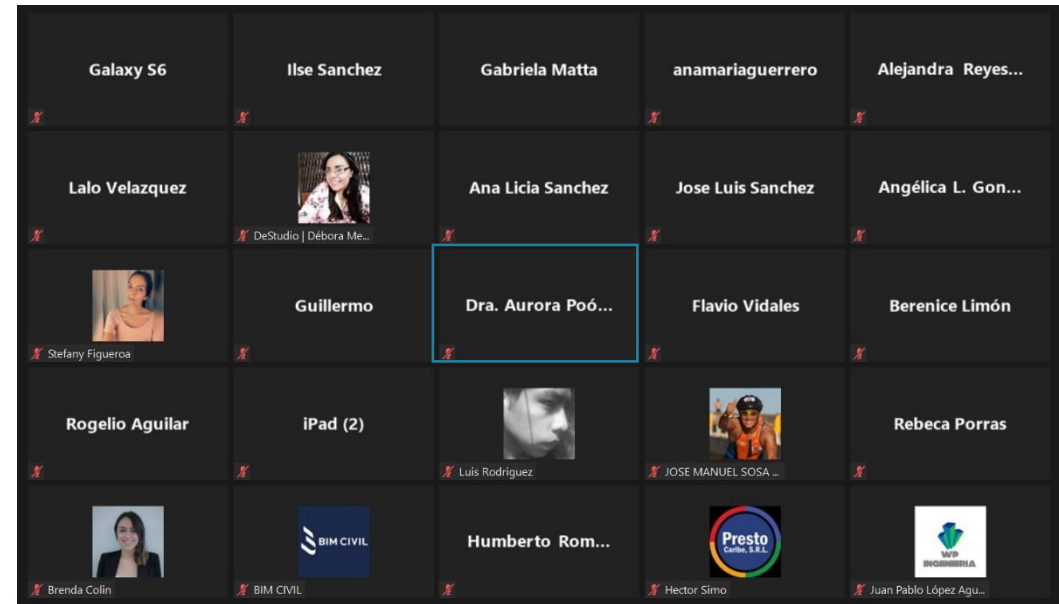 Galaxy S6
Ilse Sanchez
Gabriela Matta
anamariaguerrero
Alejandra Reyes...
Lalo Velazquez
DeStudio | Débora Me...
Ana Licia Sanchez
Jose Luis Sanchez
Angélica L. Gon...
Stefany Figueroa
Guillermo
Dra. Aurora Poó...
Flavio Vidales
Berenice Limón
Rogelio Aguilar
iPad (2)
Luis Rodriguez
JOSE MANUEL SOSA ...
Rebeca Porras
Brenda Colin
BIM CIVIL
BIM CIVIL
Humberto Rom...
Presto
Caribe, S.R.L.
Hector Simo
WP
INGENIERIA
Juan Pablo López Agu...